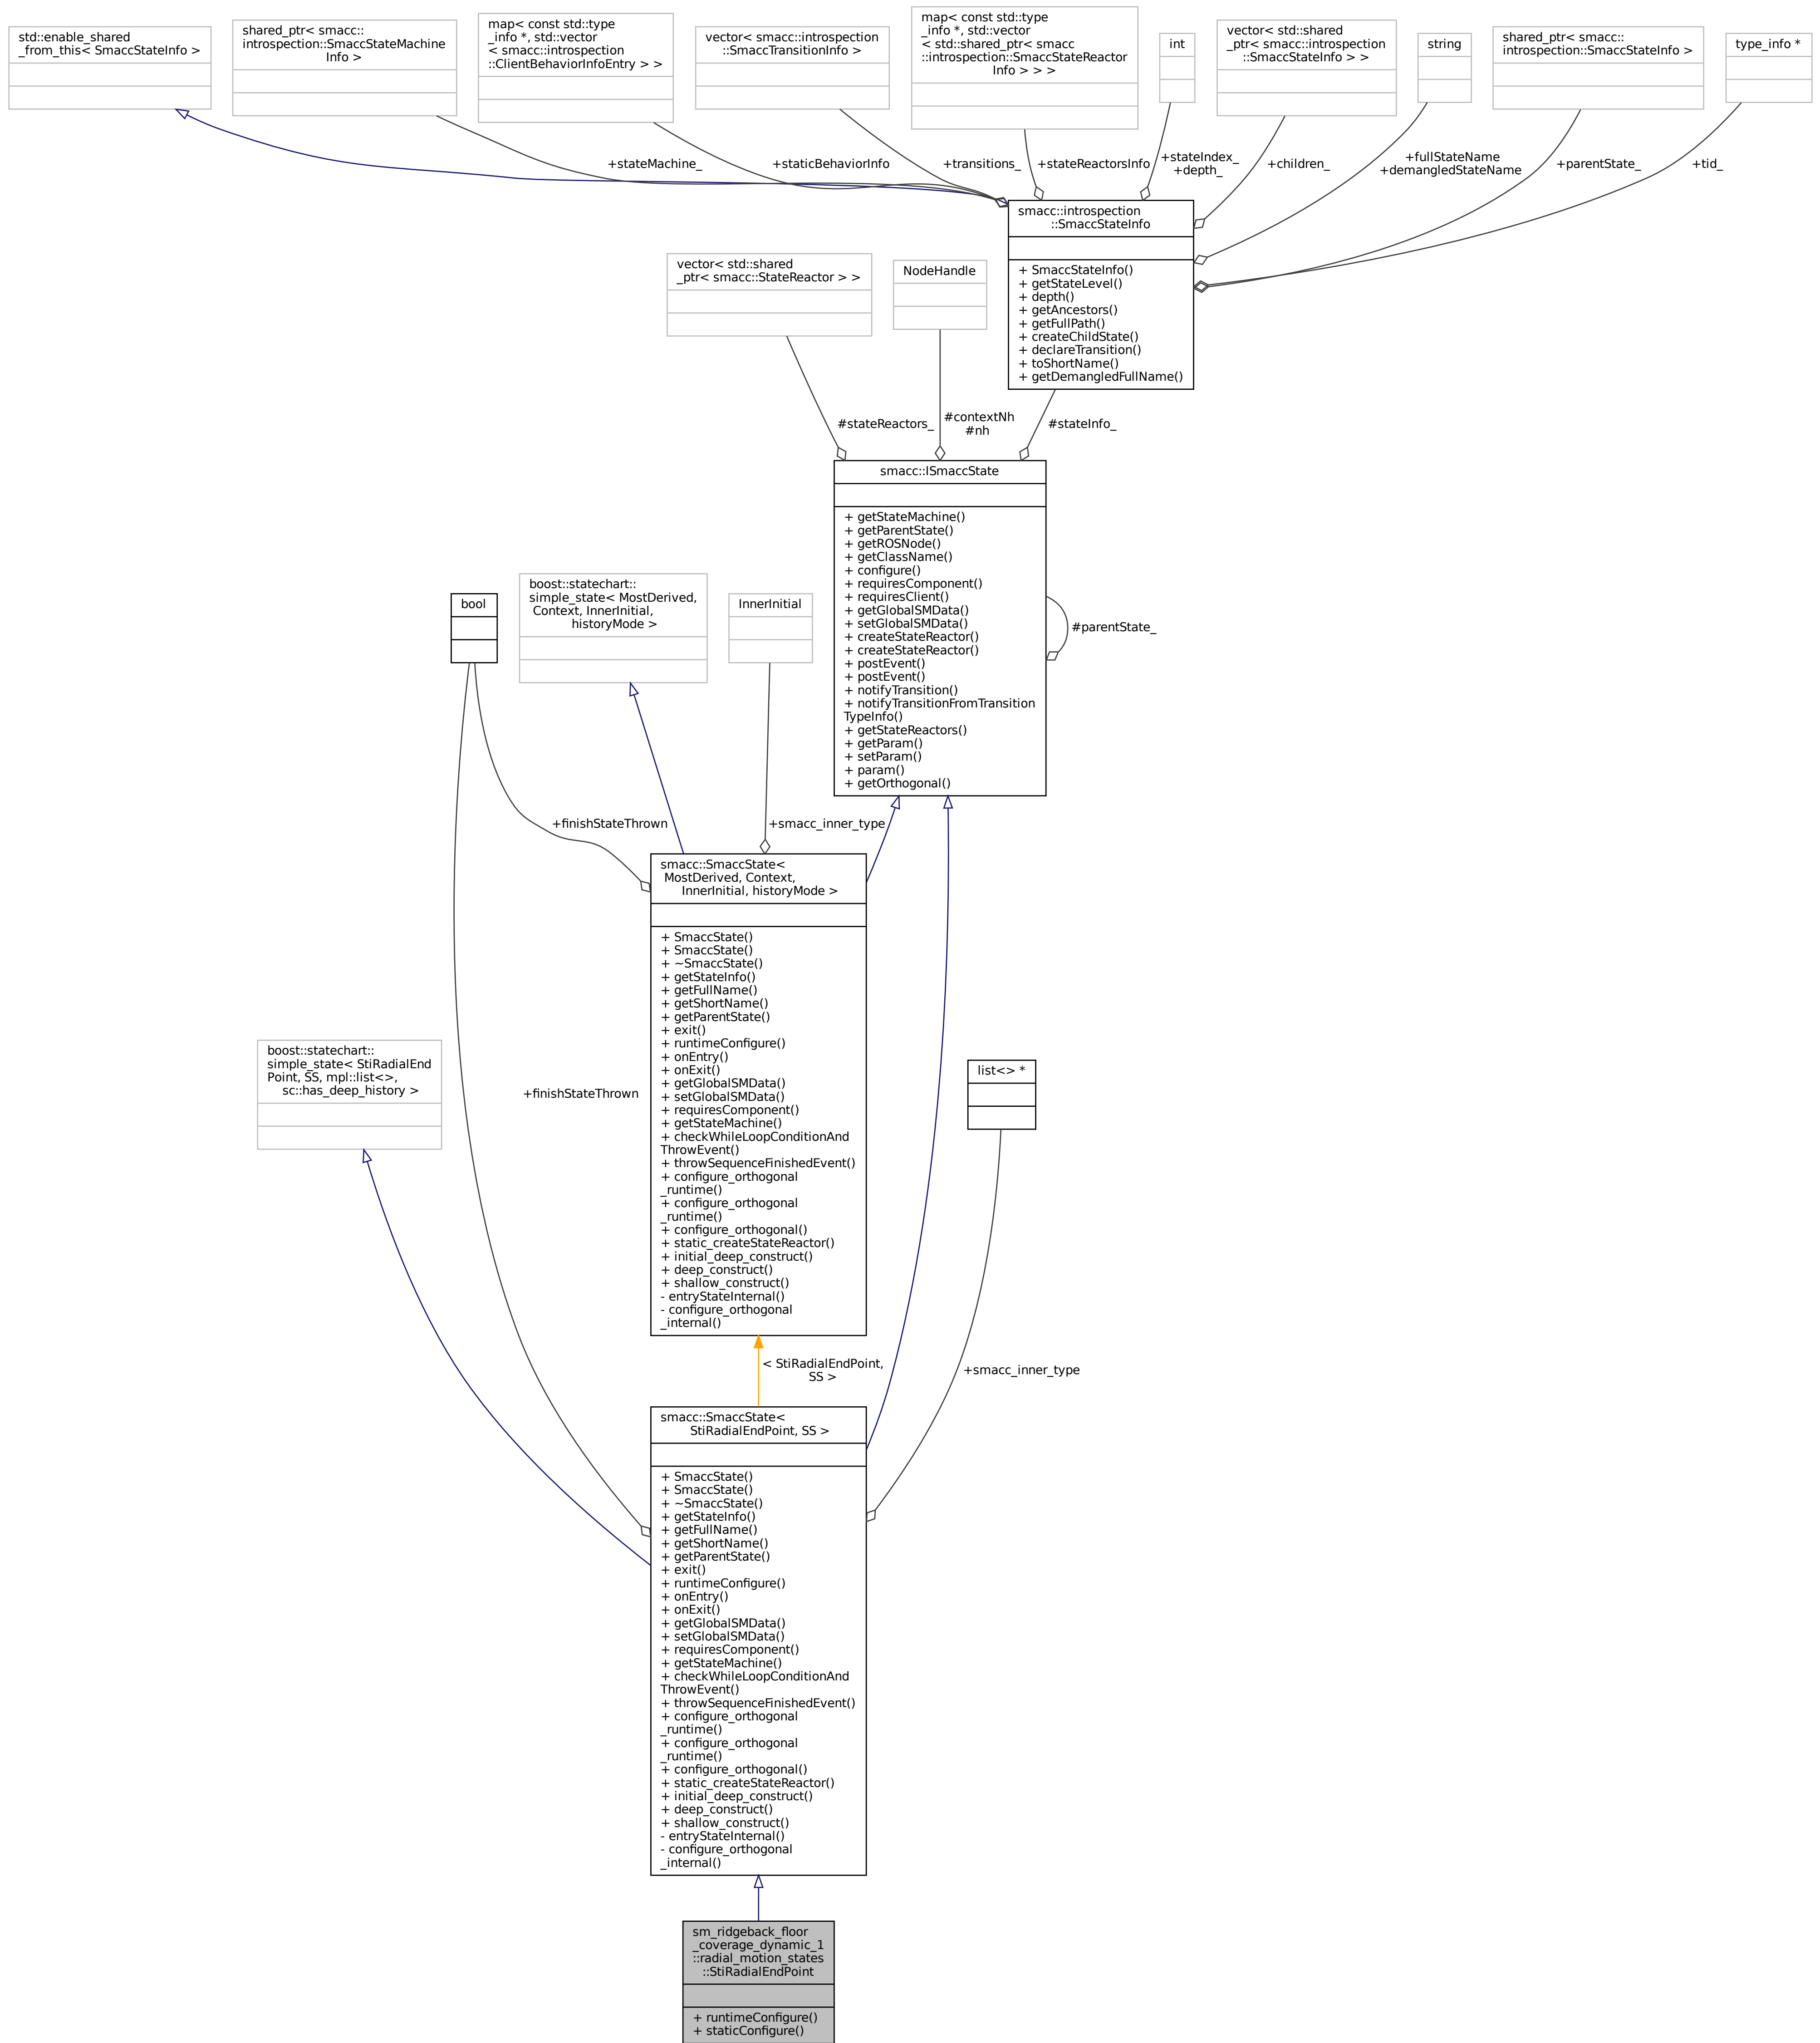 std::enable_shared
_from_this< SmaccStateInfo >
shared_ptr< smacc::
introspection::SmaccStateMachine
Info >
map< const std::type
_info *, std::vector
< smacc::introspection
::ClientBehaviorInfoEntry > >
vector< smacc::introspection
::SmaccTransitionInfo >
map< const std::type
_info *, std::vector
< std::shared_ptr< smacc
::introspection::SmaccStateReactor
Info > > >
int
vector< std::shared
_ptr< smacc::introspection
::SmaccStateInfo > >
string
shared_ptr< smacc::
introspection::SmaccStateInfo >
type_info *
+stateMachine_
+staticBehaviorInfo
+transitions_
+stateReactorsInfo
+stateIndex_
+depth_
+children_
+fullStateName
+demangledStateName
+parentState_
+tid_
smacc::introspection
::SmaccStateInfo
+ SmaccStateInfo()
+ getStateLevel()
+ depth()
+ getAncestors()
+ getFullPath()
+ createChildState()
+ declareTransition()
+ toShortName()
+ getDemangledFullName()
vector< std::shared
_ptr< smacc::StateReactor > >
NodeHandle
#stateReactors_
#contextNh
#nh
#stateInfo_
smacc::ISmaccState
+ getStateMachine()
+ getParentState()
+ getROSNode()
+ getClassName()
+ configure()
+ requiresComponent()
+ requiresClient()
+ getGlobalSMData()
+ setGlobalSMData()
+ createStateReactor()
+ createStateReactor()
+ postEvent()
+ postEvent()
+ notifyTransition()
+ notifyTransitionFromTransition
TypeInfo()
+ getStateReactors()
+ getParam()
+ setParam()
+ param()
+ getOrthogonal()
#parentState_
bool
boost::statechart::
simple_state< MostDerived,
Context, InnerInitial,
historyMode >
InnerInitial
+finishStateThrown
+smacc_inner_type
smacc::SmaccState<
MostDerived, Context,
InnerInitial, historyMode >
+ SmaccState()
+ SmaccState()
+ ~SmaccState()
+ getStateInfo()
+ getFullName()
+ getShortName()
+ getParentState()
+ exit()
+ runtimeConfigure()
+ onEntry()
+ onExit()
+ getGlobalSMData()
+ setGlobalSMData()
+ requiresComponent()
+ getStateMachine()
+ checkWhileLoopConditionAnd
ThrowEvent()
+ throwSequenceFinishedEvent()
+ configure_orthogonal
_runtime()
+ configure_orthogonal
_runtime()
+ configure_orthogonal()
+ static_createStateReactor()
+ initial_deep_construct()
+ deep_construct()
+ shallow_construct()
- entryStateInternal()
- configure_orthogonal
_internal()
boost::statechart::
simple_state< StiRadialEnd
Point, SS, mpl::list<>,
sc::has_deep_history >
+finishStateThrown
list<> *
< StiRadialEndPoint,
SS >
+smacc_inner_type
smacc::SmaccState<
StiRadialEndPoint, SS >
+ SmaccState()
+ SmaccState()
+ ~SmaccState()
+ getStateInfo()
+ getFullName()
+ getShortName()
+ getParentState()
+ exit()
+ runtimeConfigure()
+ onEntry()
+ onExit()
+ getGlobalSMData()
+ setGlobalSMData()
+ requiresComponent()
+ getStateMachine()
+ checkWhileLoopConditionAnd
ThrowEvent()
+ throwSequenceFinishedEvent()
+ configure_orthogonal
_runtime()
+ configure_orthogonal
_runtime()
+ configure_orthogonal()
+ static_createStateReactor()
+ initial_deep_construct()
+ deep_construct()
+ shallow_construct()
- entryStateInternal()
- configure_orthogonal
_internal()
sm_ridgeback_floor
_coverage_dynamic_1
::radial_motion_states
::StiRadialEndPoint
+ runtimeConfigure()
+ staticConfigure()